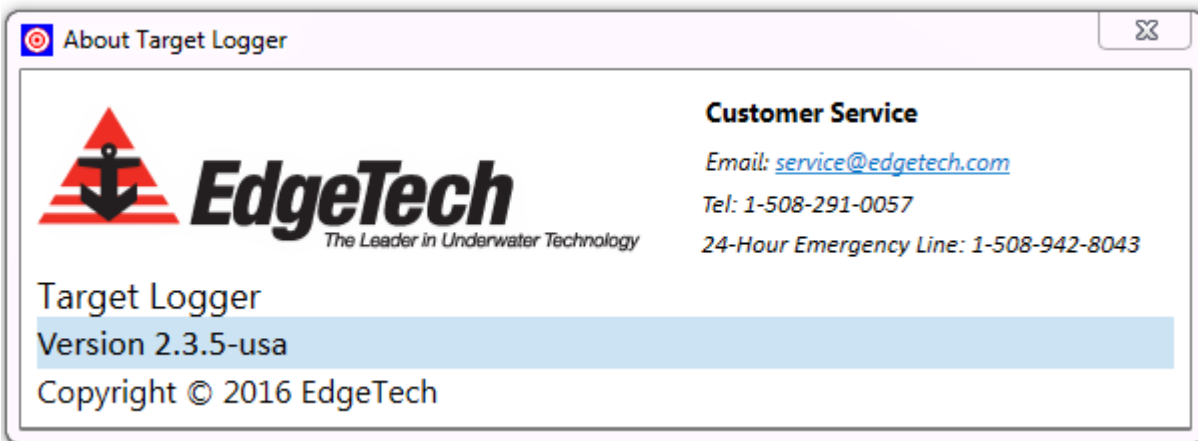 About Target Logger
EdgeTech
The Leader in Underwater Technology
Customer Service
Email: service@edgetech.com
Tel: 1-508-291-0057
24-Hour Emergency Line: 1-508-942-8043
Target Logger
Version 2.3.5-usa
Copyright © 2016 EdgeTech